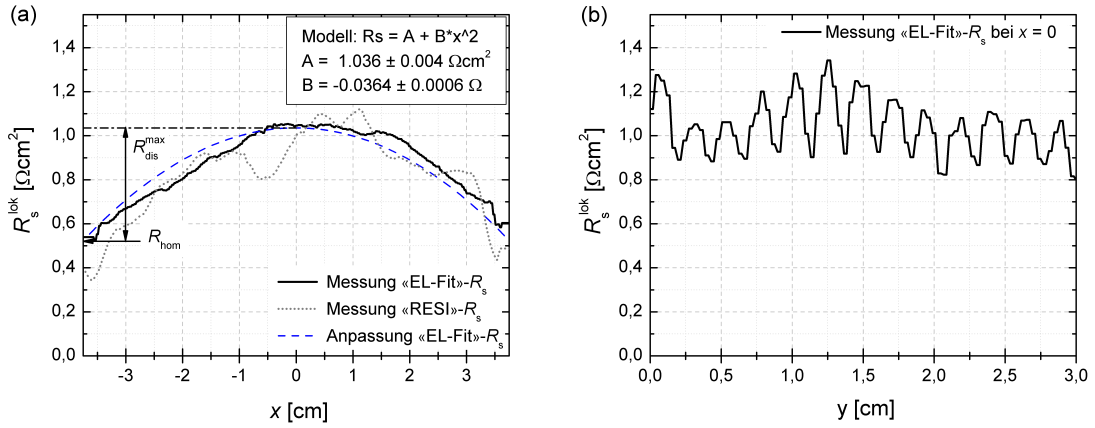 (a)
Modell: Rs = A + B*x^2
A = 1.036 ± 0.004 Ωcm²
B = -0.0364 ± 0.0006 Ω
R_dis^max
R_hom
Messung «EL-Fit»-R_s
Messung «RESI»-R_s
Anpassung «EL-Fit»-R_s
R_s^lok [Ωcm²]
1,4
1,2
1,0
0,8
0,6
0,4
0,2
0,0
-3 -2 -1 0 1 2 3
x [cm]
(b)
Messung «EL-Fit»-R_s bei x = 0
R_s^lok [Ωcm²]
1,4
1,2
1,0
0,8
0,6
0,4
0,2
0,0
0,0 0,5 1,0 1,5 2,0 2,5 3,0
y [cm]